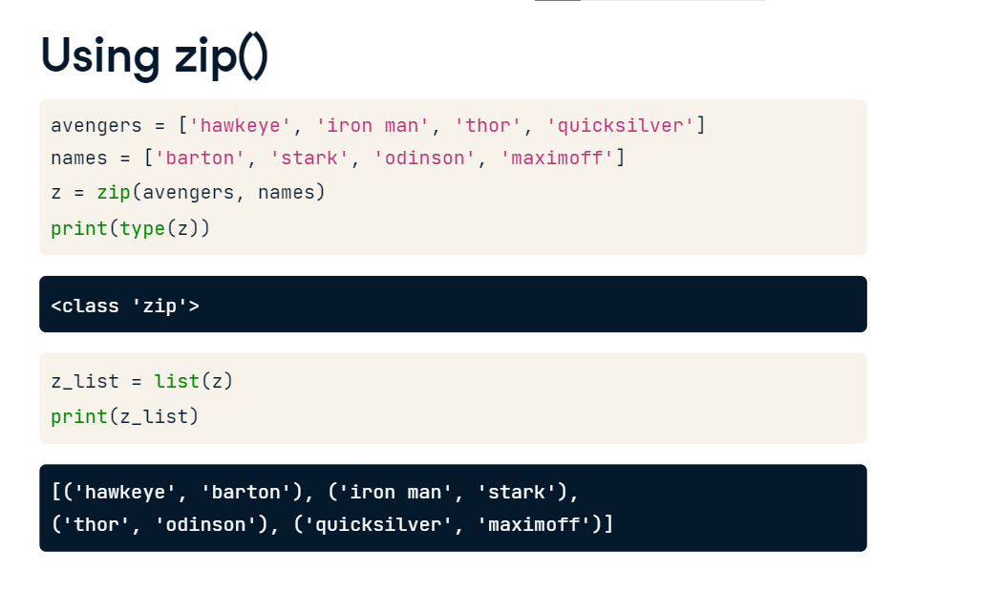 Using zip()
avengers = ['hawkeye', 'iron man', 'thor', 'quicksilver']
names = ['barton', 'stark', 'odinson', 'maximoff']
z = zip(avengers, names)
print(type(z))
<class 'zip'>
z_list = list(z)
print(z_list)
[('hawkeye', 'barton'), ('iron man', 'stark'),
('thor', 'odinson'), ('quicksilver', 'maximoff')]